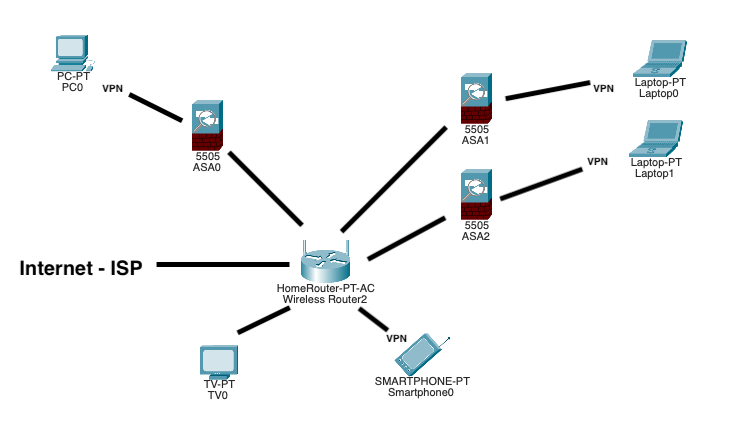 PC-PT
PC0
VPN
5505
ASA0
5505
ASA1
VPN
Laptop-PT
Laptop0
VPN
Laptop-PT
Laptop1
5505
ASA2
Internet - ISP
HomeRouter-PT-AC
Wireless Router2
VPN
TV-PT
TV0
SMARTPHONE-PT
Smartphone0